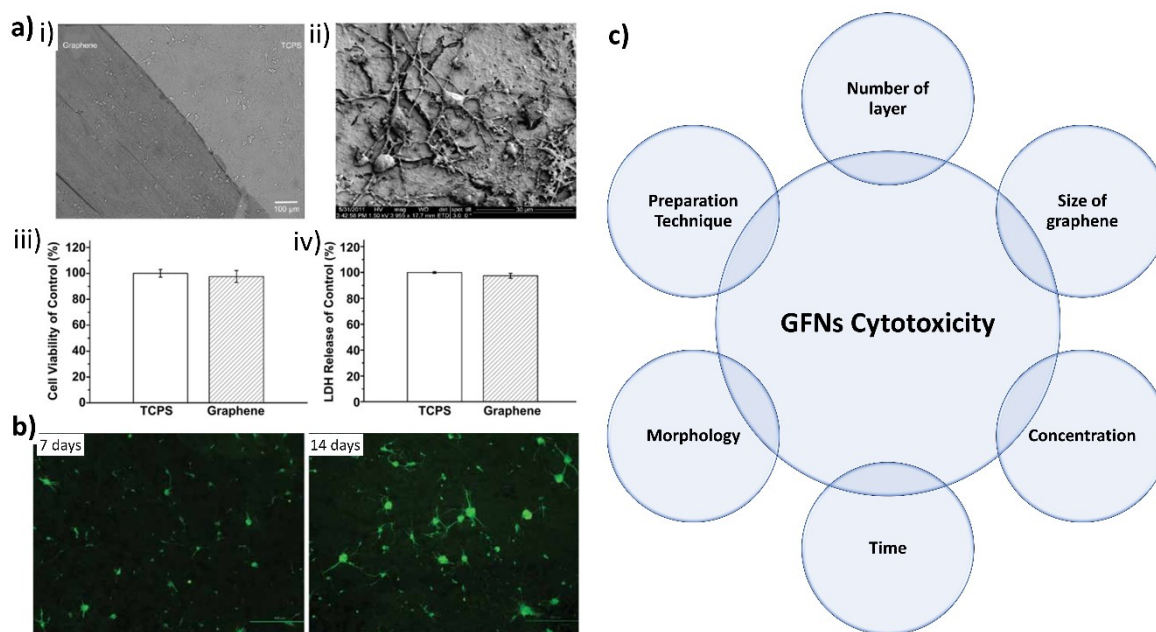 a)
i)
Graphene
TCPS
100 µm
ii)
iii)
Cell Viability of Control (%)
120
100
80
60
40
20
0
TCPS
Graphene
iv)
LDH Release of Control (%)
120
100
80
60
40
20
0
TCPS
Graphene
b)
7 days
14 days
c)
Number of
layer
Preparation
Technique
Size of
graphene
GFNs Cytotoxicity
Morphology
Concentration
Time